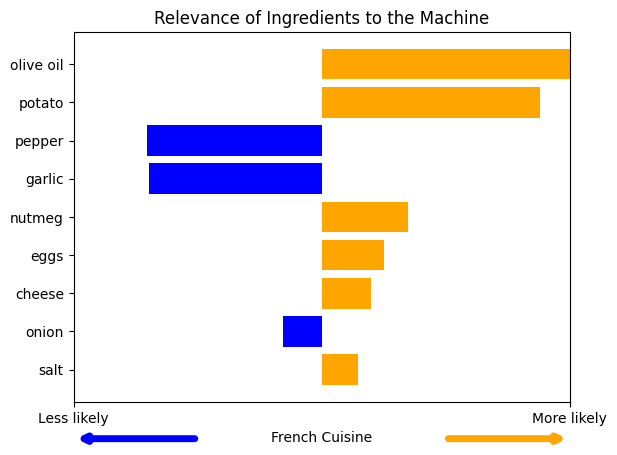 Relevance of Ingredients to the Machine
olive oil
potato
pepper
garlic
nutmeg
eggs
cheese
onion
salt
Less likely
More likely
French Cuisine